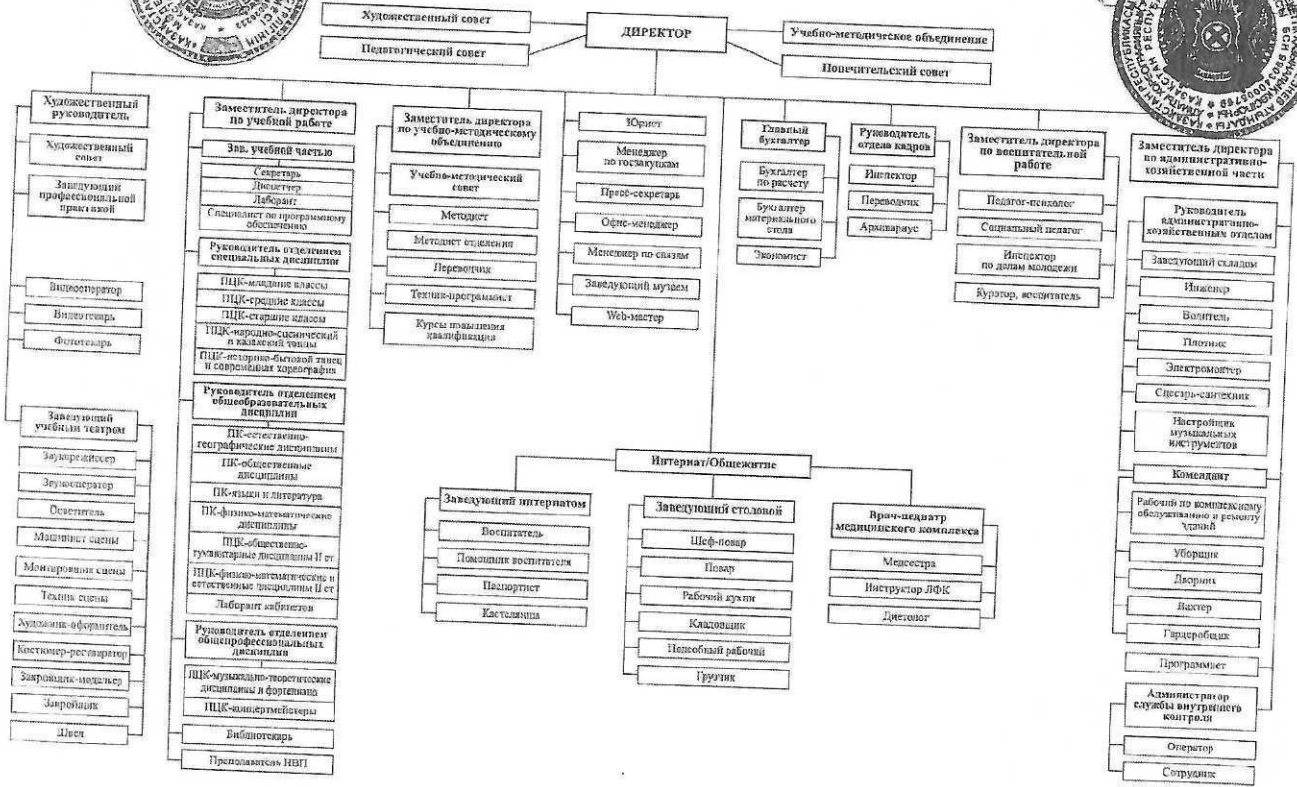 Художественный совет
Педагогический совет
ДИРЕКТОР
Учебно-методическое объединение
Попечительский совет
Художественный
руководитель
Художественный
совет
Заведующий
профессиональной
практикой
Видеооператор
Видеотекарь
Фототекарь
Заведующий
учебным театром
Звукорежиссер
Звукооператор
Осветитель
Машинист сцены
Монтировщик сцены
Техник сцены
Художник-оформитель
Костюмер-реставратор
Закройщик-модельер
Закройщик
Швея
Заместитель директора
по учебной работе
Зав. учебной частью
Секретарь
Диспетчер
Лаборант
Специалист по программному
обеспечению
Руководитель отделением
специальных дисциплин
ПЦК-младшие классы
ПЦК-средние классы
ПЦК-старшие классы
ПЦК-народно-сценический
и казахский танцы
ПЦК-историко-бытовой танец
и современная хореография
Руководитель отделением
общеобразовательных
дисциплин
ПК-естественно-
географические дисциплины
ПК-общественные
дисциплины
ПК-языки и литература
ПК-физико-математические
дисциплины
ПЦК-общественно-
гуманитарные дисциплины II ст
ПЦК-физико-математические и
естественные дисциплины II ст
Лаборант кабинетов
Руководитель отделением
общепрофессиональных
дисциплин
ПЦК-музыкально-теоретические
дисциплины и фортепиано
ПЦК-концертмейстеры
Библиотекарь
Преподаватель НВП
Заместитель директора
по учебно-методическому
объединению
Учебно-методический
совет
Методист
Методист отделения
Переводчик
Техник-программист
Курсы повышения
квалификации
Юрист
Менеджер
по госзакупкам
Пресс-секретарь
Офис-менеджер
Менеджер по связям
Заведующий музеем
Web-мастер
Главный
бухгалтер
Бухгалтер
по расчету
Бухгалтер
материального
стола
Экономист
Руководитель
отдела кадров
Инспектор
Переводчик
Архивариус
Заместитель директора
по воспитательной
работе
Педагог-психолог
Социальный педагог
Инспектор
по делам молодежи
Куратор, воспитатель
Заместитель директора
по административно-
хозяйственной части
Руководитель
административно-
хозяйственным отделом
Заведующий складом
Инженер
Водитель
Плотник
Электромонтер
Слесарь-сантехник
Настройщик
музыкальных
инструментов
Комендант
Рабочий по комплексному
обслуживанию и ремонту
зданий
Уборщик
Дворник
Вахтер
Гардеробщик
Программист
Администратор
службы внутреннего
контроля
Оператор
Сотрудник
Интернат/Общежитие
Заведующий интернатом
Воспитатель
Помощник воспитателя
Паспортист
Кастелянша
Заведующий столовой
Шеф-повар
Повар
Рабочий кухни
Кладовщик
Подсобный рабочий
Грузчик
Врач-педиатр
медицинского комплекса
Медсестра
Инструктор ЛФК
Диетолог